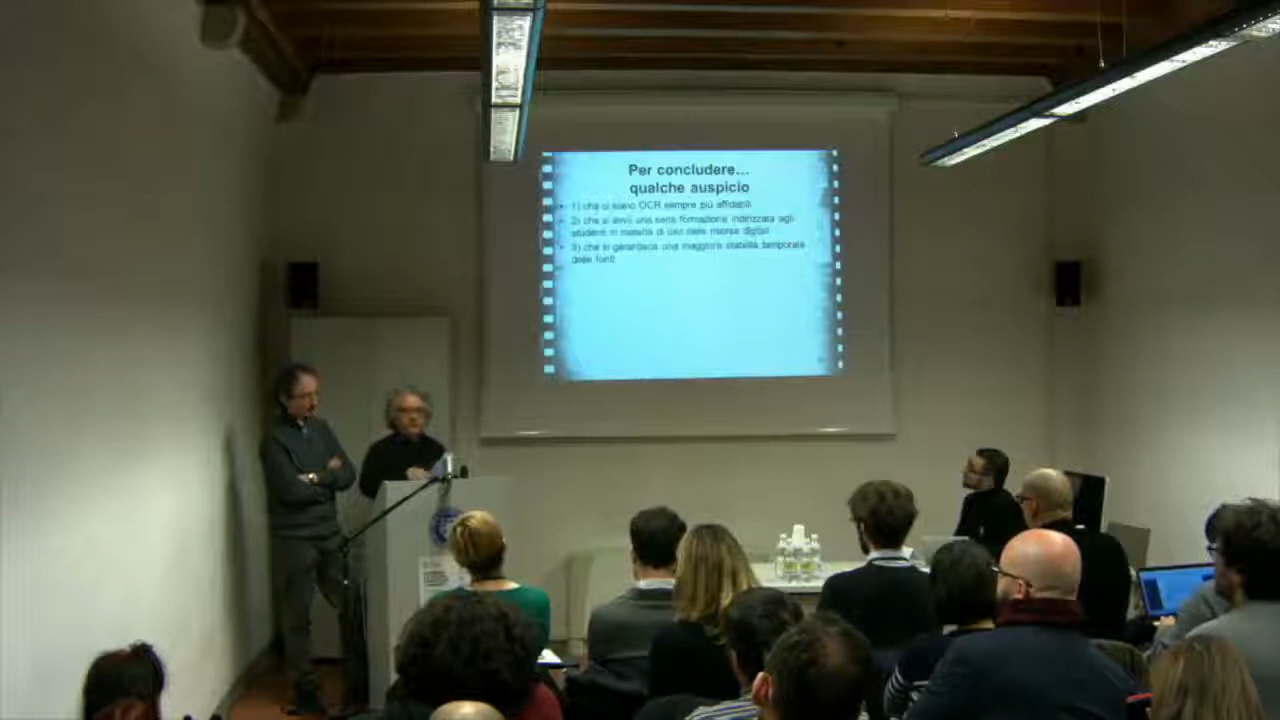 Per concludere…
qualche auspicio
1) che ci siano OCR sempre più affidabili
2) che si avvii una seria formazione indirizzata agli
studenti in materia di uso delle risorse digitali
3) che si garantisca una maggiore stabilità temporale
delle fonti